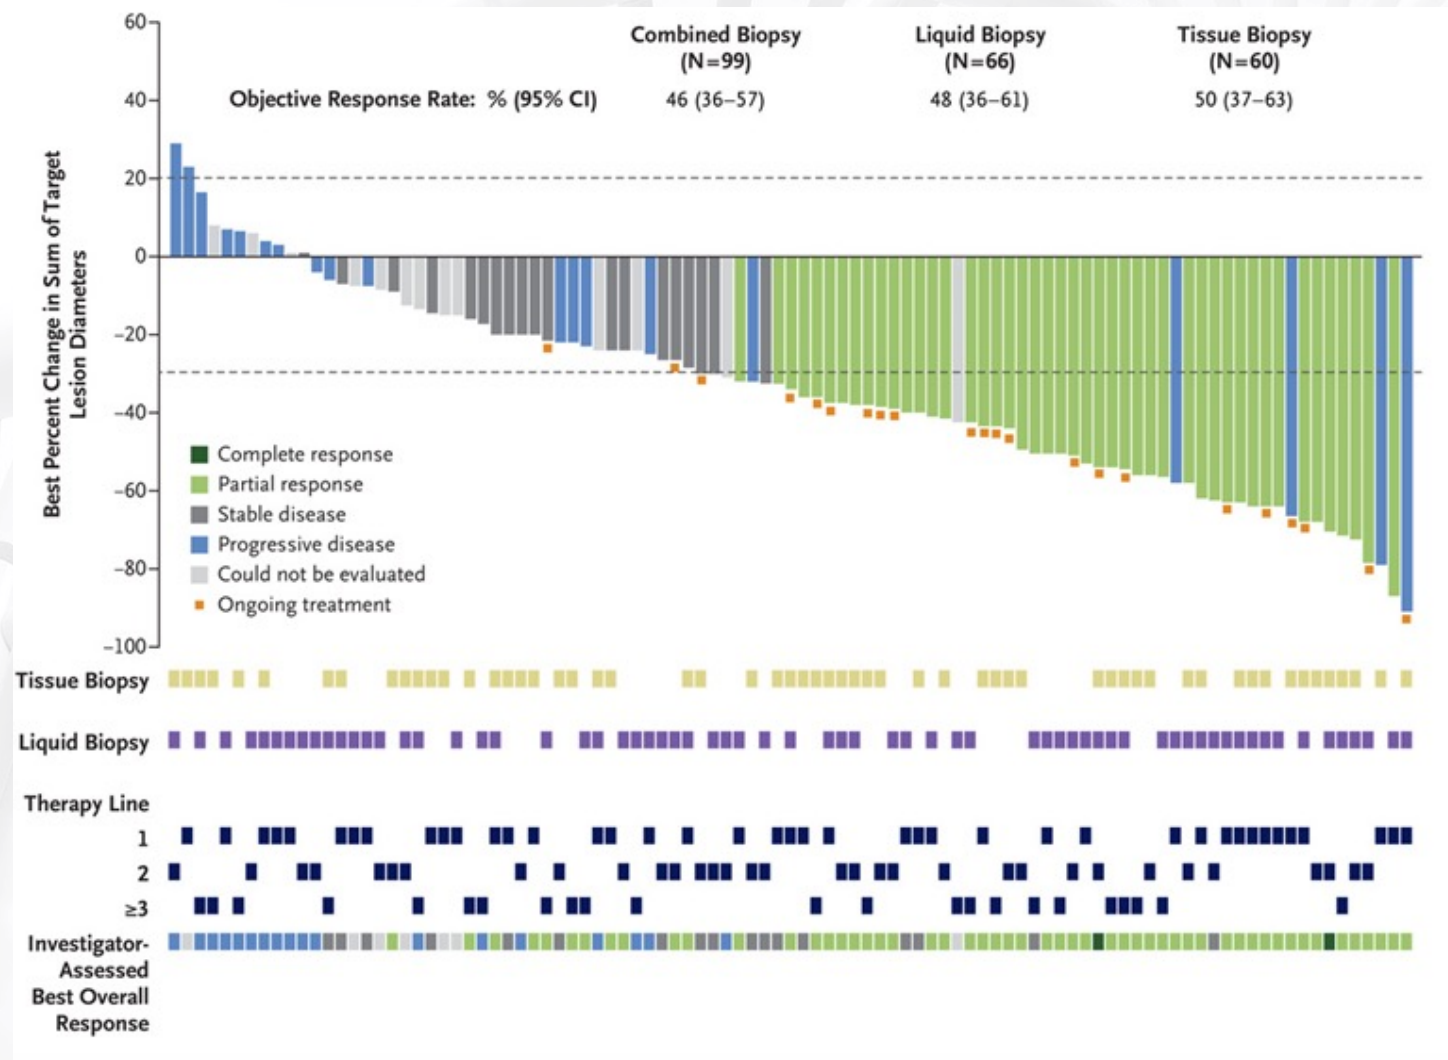 60
40
20
0
−20
−40
−60
−80
−100
Best Percent Change in Sum of Target
Lesion Diameters
Combined Biopsy
(N=99)
Liquid Biopsy
(N=66)
Tissue Biopsy
(N=60)
Objective Response Rate: % (95% CI)
46 (36–57)
48 (36–61)
50 (37–63)
Complete response
Partial response
Stable disease
Progressive disease
Could not be evaluated
Ongoing treatment
Tissue Biopsy
Liquid Biopsy
Therapy Line
1
2
≥3
Investigator-
Assessed
Best Overall
Response